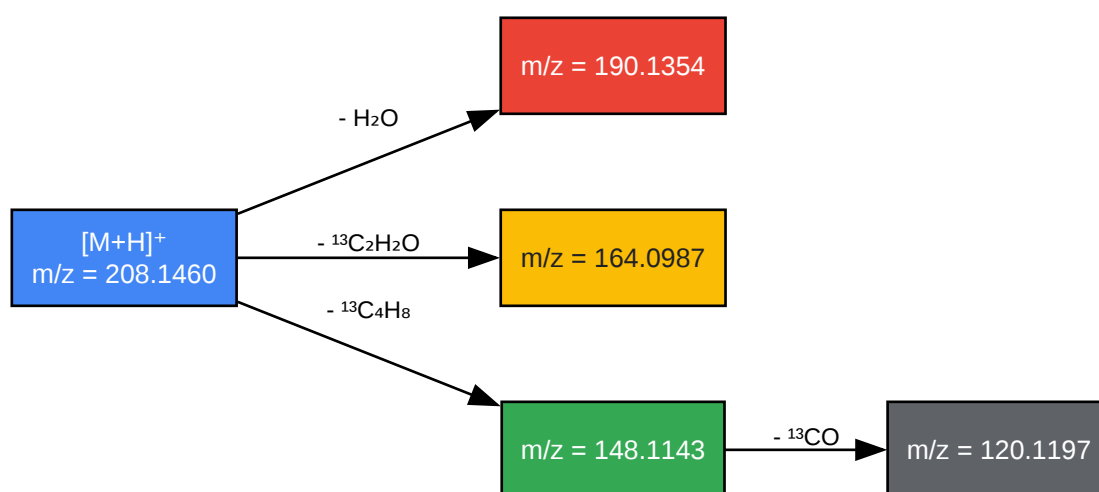 m/z = 190.1354
- H₂O
[M+H]⁺
m/z = 208.1460
- ¹³C₂H₂O
m/z = 164.0987
- ¹³C₄H₈
m/z = 148.1143
- ¹³CO
m/z = 120.1197